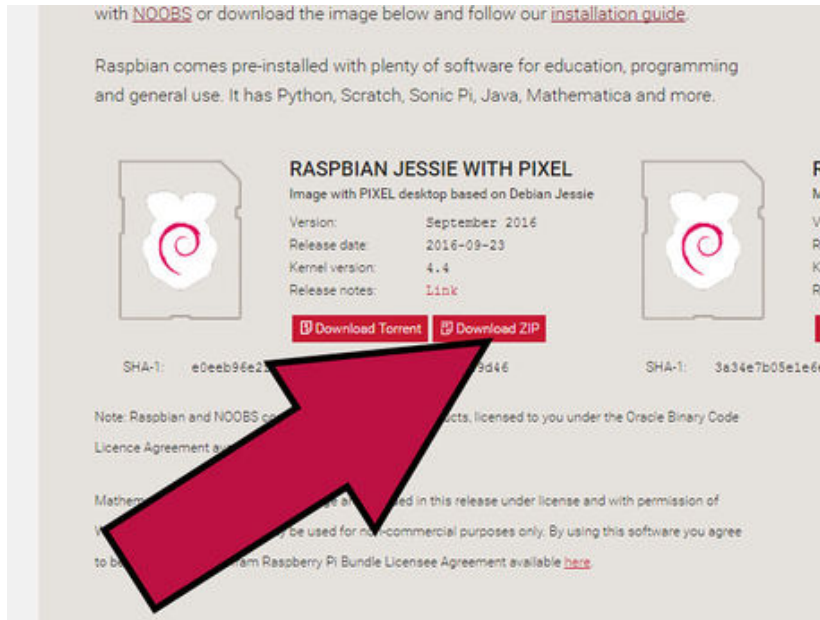 with NOOBS or download the image below and follow our installation guide.
Raspbian comes pre-installed with plenty of software for education, programming
and general use. It has Python, Scratch, Sonic Pi, Java, Mathematica and more.
RASPBIAN JESSIE WITH PIXEL
Image with PIXEL desktop based on Debian Jessie
Version: September 2016
Release date: 2016-09-23
Kernel version: 4.4
Release notes: Link
Download Torrent Download ZIP
SHA-1: 9d46
SHA-1: 3a34e7b05e1e6
Note: Raspbian and NOOBS licensed to you under the Oracle Binary Code
Licence Agreement
in this release under license and with permission of
be used for non-commercial purposes only. By using this software you agree
to Raspberry Pi Bundle Licensee Agreement available here.